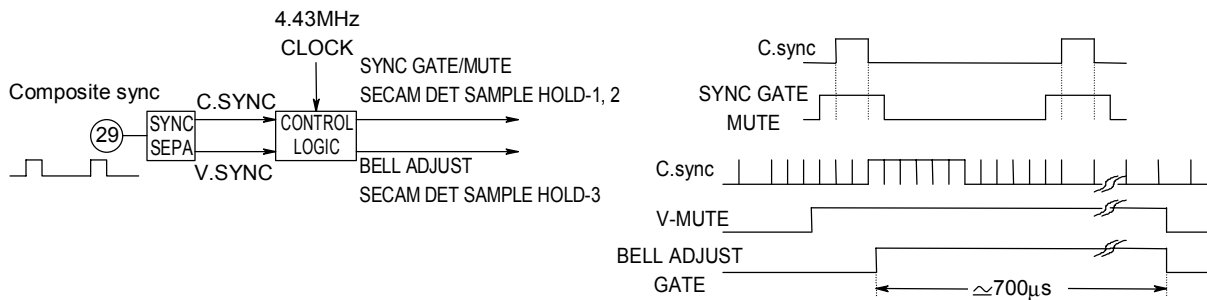 4.43MHz
CLOCK
SYNC GATE/MUTE
SECAM DET SAMPLE HOLD-1, 2
Composite sync
C.SYNC
29
SYNC
SEPA
CONTROL
LOGIC
V.SYNC
BELL ADJUST
SECAM DET SAMPLE HOLD-3
C.sync
SYNC GATE
MUTE
C.sync
V-MUTE
BELL ADJUST
GATE
≃700μs